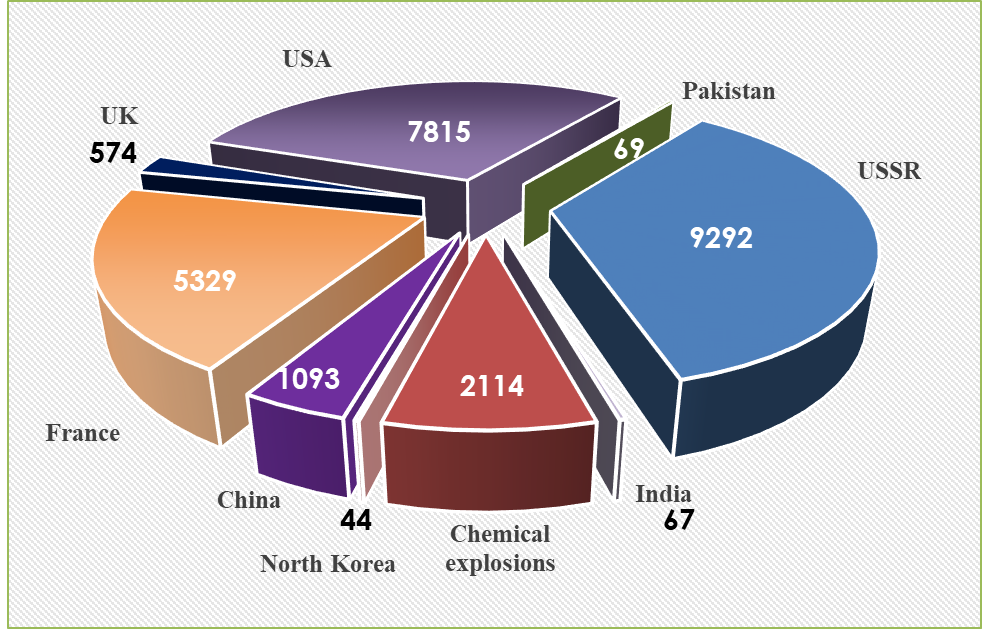 USA
7815
Pakistan
69
UK
574
USSR
9292
5329
France
1093
China
44
North Korea
2114
Chemical
explosions
India
67